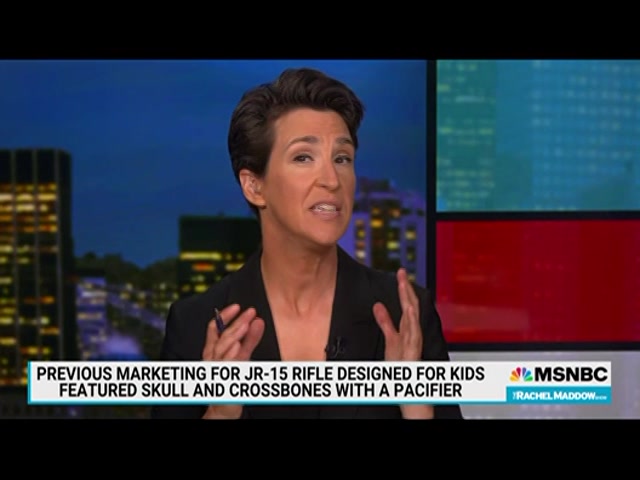 PREVIOUS MARKETING FOR JR-15 RIFLE DESIGNED FOR KIDS
FEATURED SKULL AND CROSSBONES WITH A PACIFIER
MSNBC
RACHEL MADDOW